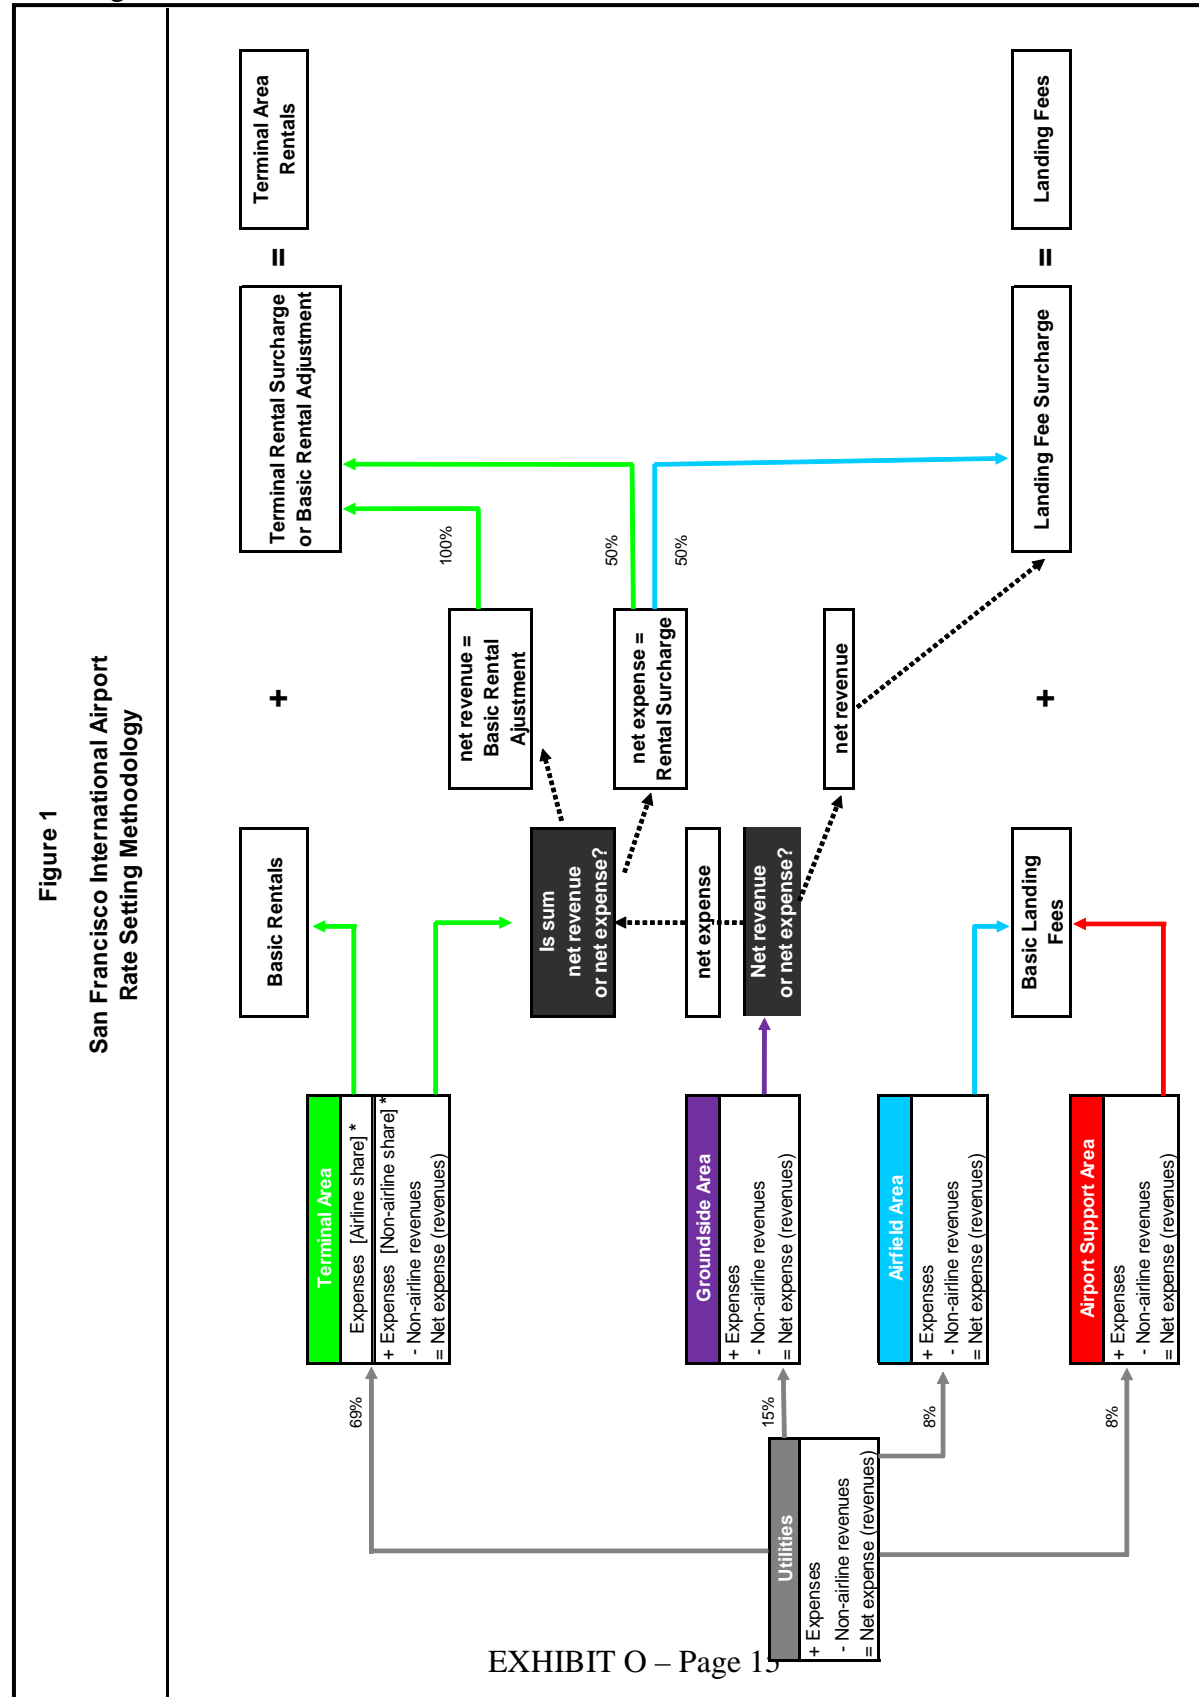 Figure 1
San Francisco International Airport
Rate Setting Methodology
Utilities
+ Expenses
- Non-airline revenues
= Net expense (revenues)
69%
15%
8%
8%
Terminal Area
Expenses [Airline share] *
+ Expenses [Non-airline share] *
- Non-airline revenues
= Net expense (revenues)
Groundside Area
+ Expenses
- Non-airline revenues
= Net expense (revenues)
Airfield Area
+ Expenses
- Non-airline revenues
= Net expense (revenues)
Airport Support Area
+ Expenses
- Non-airline revenues
= Net expense (revenues)
Basic Rentals
Is sum
net revenue
or net expense?
net expense
Net revenue
or net expense?
Basic Landing
Fees
+
net revenue =
Basic Rental
Ajustment
net expense =
Rental Surcharge
net revenue
+
100%
50%
50%
Terminal Rental Surcharge
or Basic Rental Adjustment
Landing Fee Surcharge
=
=
Terminal Area
Rentals
Landing Fees
EXHIBIT O – Page 15